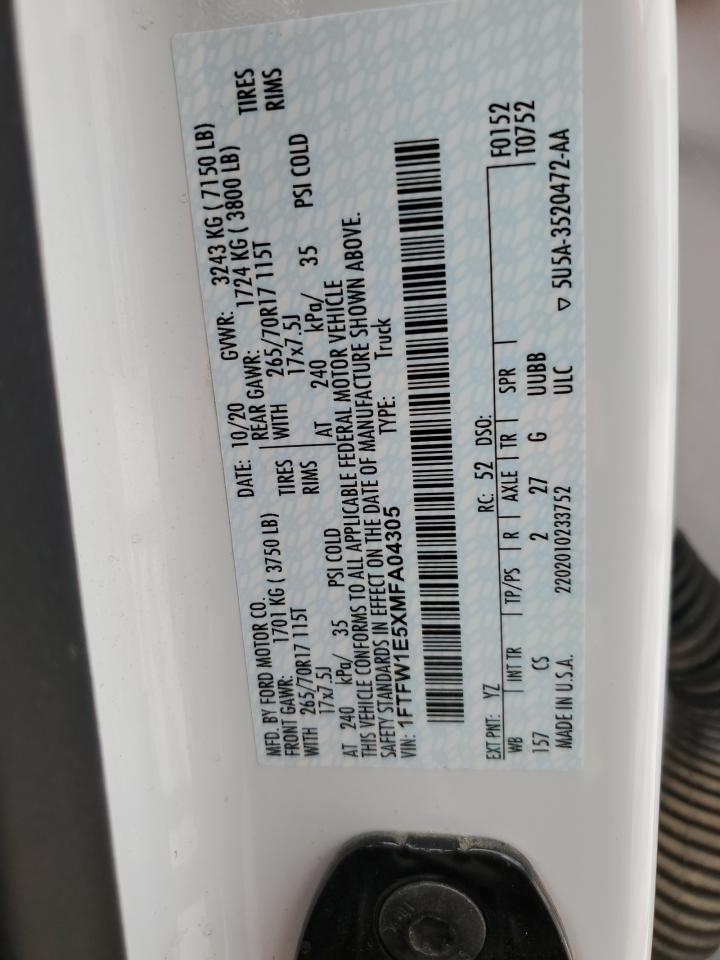 MFD. BY FORD MOTOR CO.
DATE: 10/20 GVWR: 3243 KG ( 7150 LB)
FRONT GAWR: 1701 KG ( 3750 LB) REAR GAWR: 1724 KG ( 3800 LB)
WITH 265/70R17 115T TIRES WITH 265/70R17 115T TIRES
17x7.5J RIMS 17x7.5J RIMS
AT 240 kPa/ 35 PSI COLD AT 240 kPa/ 35 PSI COLD
THIS VEHICLE CONFORMS TO ALL APPLICABLE FEDERAL MOTOR VEHICLE
SAFETY STANDARDS IN EFFECT ON THE DATE OF MANUFACTURE SHOWN ABOVE.
VIN: 1FTFW1E5XMFA04305 TYPE: Truck
EXT PNT: YZ RC: 52 DSO: F0152
WB INT TR TP/PS R AXLE TR SPR T0752
157 CS 2 27 G UUBB
MADE IN U.S.A. 2202010233752 ULC ▽ 5U5A-3520472-AA